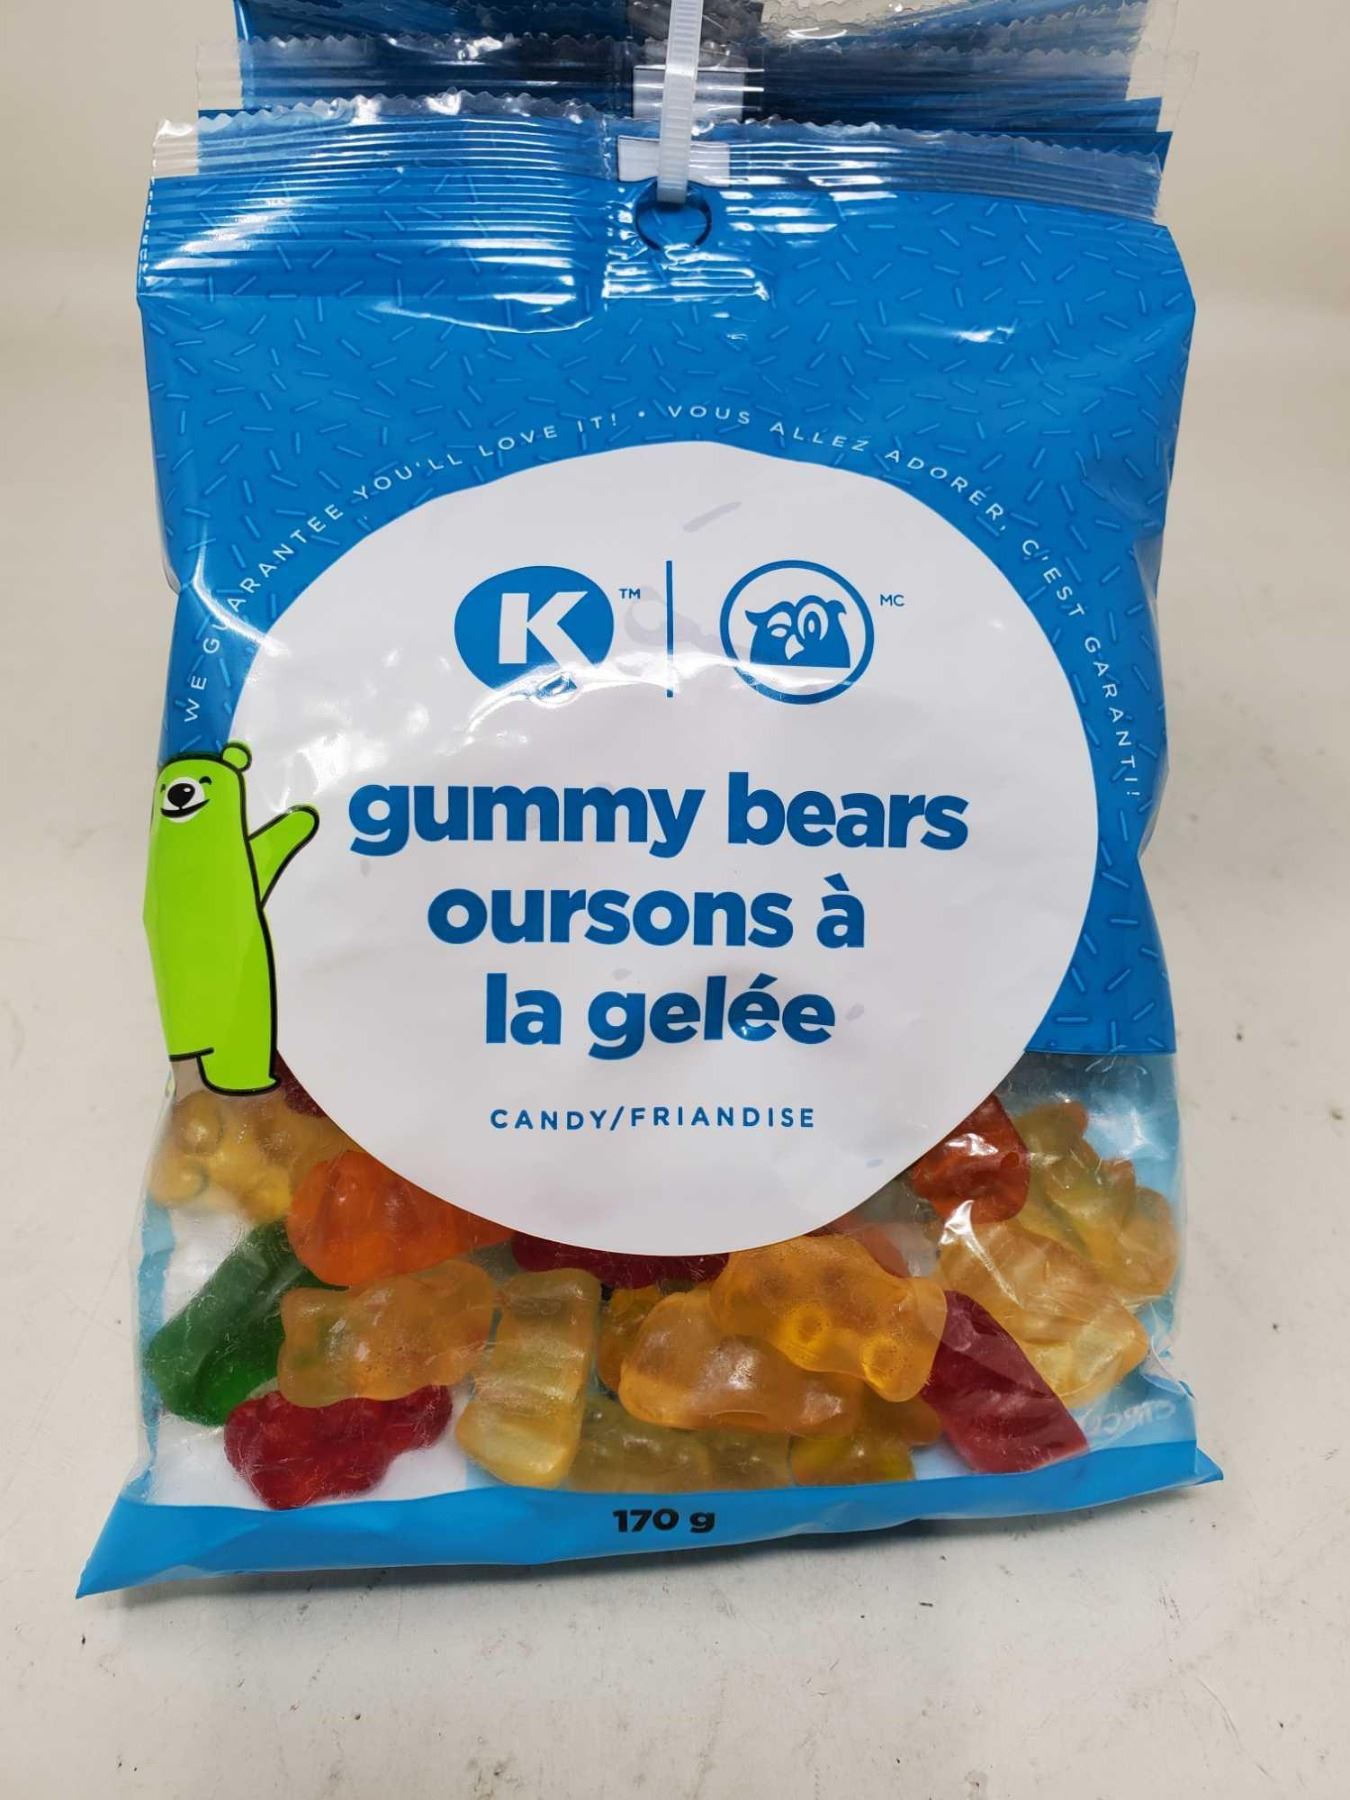 WE GUARANTEE YOU'LL LOVE IT! • VOUS ALLEZ ADORER, C'EST GARANTI!
K TM MC
gummy bears
oursons à
la gelée
CANDY/FRIANDISE
170 g